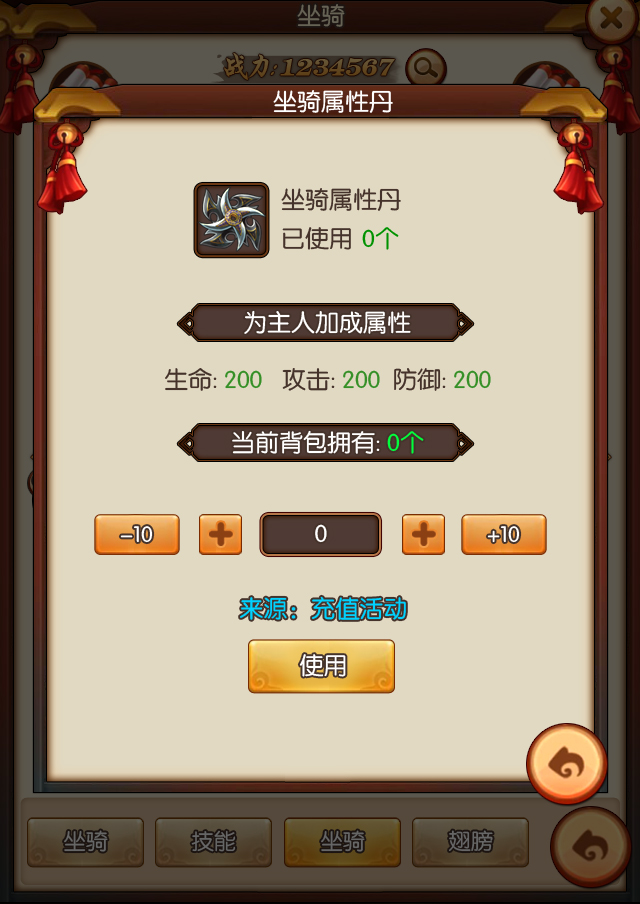 坐骑
战力:1234567
坐骑属性丹
坐骑属性丹
已使用 0个
为主人加成属性
生命: 200 攻击: 200 防御: 200
当前背包拥有: 0个
-10 + 0 + +10
来源：充值活动
使用
坐骑 技能 坐骑 翅膀